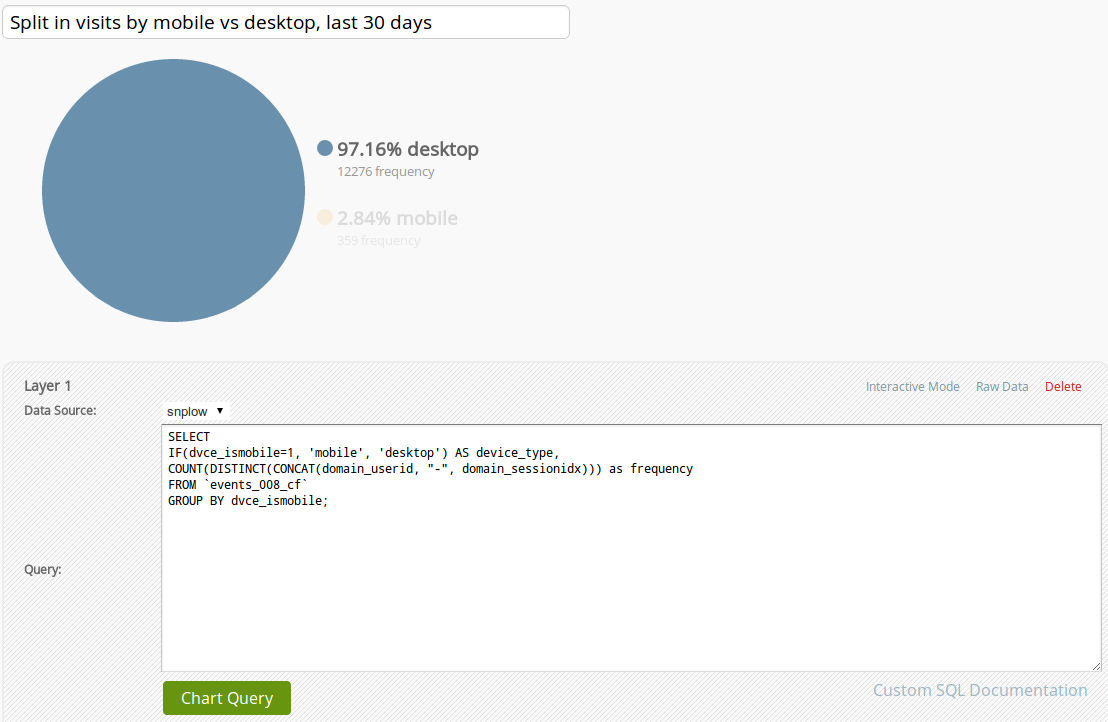 Split in visits by mobile vs desktop, last 30 days
97.16% desktop
12276 frequency
2.84% mobile
359 frequency
Layer 1
Interactive Mode Raw Data Delete
Data Source:
snplow
SELECT
IF(dvce_ismobile=1, 'mobile', 'desktop') AS device_type,
COUNT(DISTINCT(CONCAT(domain_userid, "-", domain_sessionidx))) as frequency
FROM `events_008_cf`
GROUP BY dvce_ismobile;
Query:
Chart Query
Custom SQL Documentation